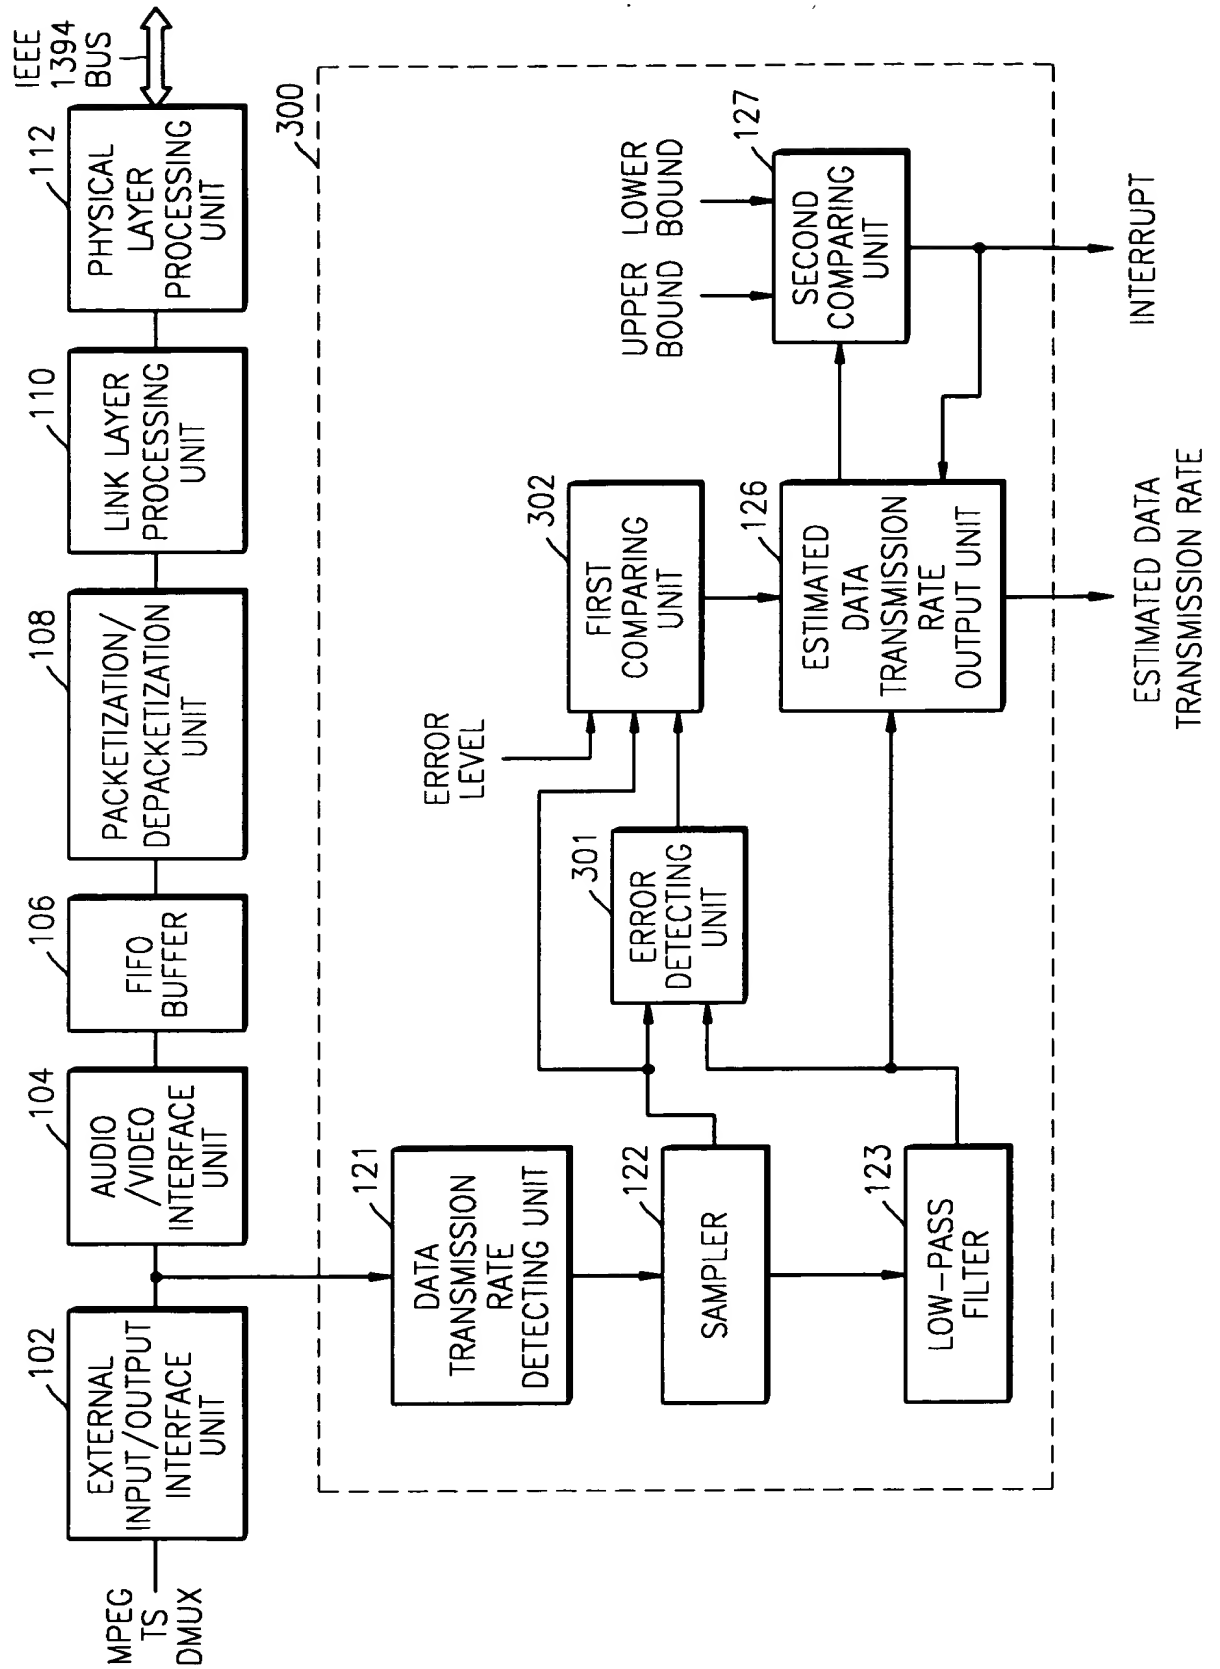 MPEG
TS
DMUX
102
EXTERNAL
INPUT/OUTPUT
INTERFACE
UNIT
104
AUDIO
/VIDEO
INTERFACE
UNIT
106
FIFO
BUFFER
108
PACKETIZATION/
DEPACKETIZATION
UNIT
110
LINK LAYER
PROCESSING
UNIT
112
PHYSICAL
LAYER
PROCESSING
UNIT
IEEE
1394
BUS
300
121
DATA
TRANSMISSION
RATE
DETECTING UNIT
122
SAMPLER
123
LOW-PASS
FILTER
301
ERROR
DETECTING
UNIT
ERROR
LEVEL
302
FIRST
COMPARING
UNIT
126
ESTIMATED
DATA
TRANSMISSION
RATE
OUTPUT UNIT
UPPER
BOUND
LOWER
BOUND
127
SECOND
COMPARING
UNIT
ESTIMATED DATA
TRANSMISSION RATE
INTERRUPT